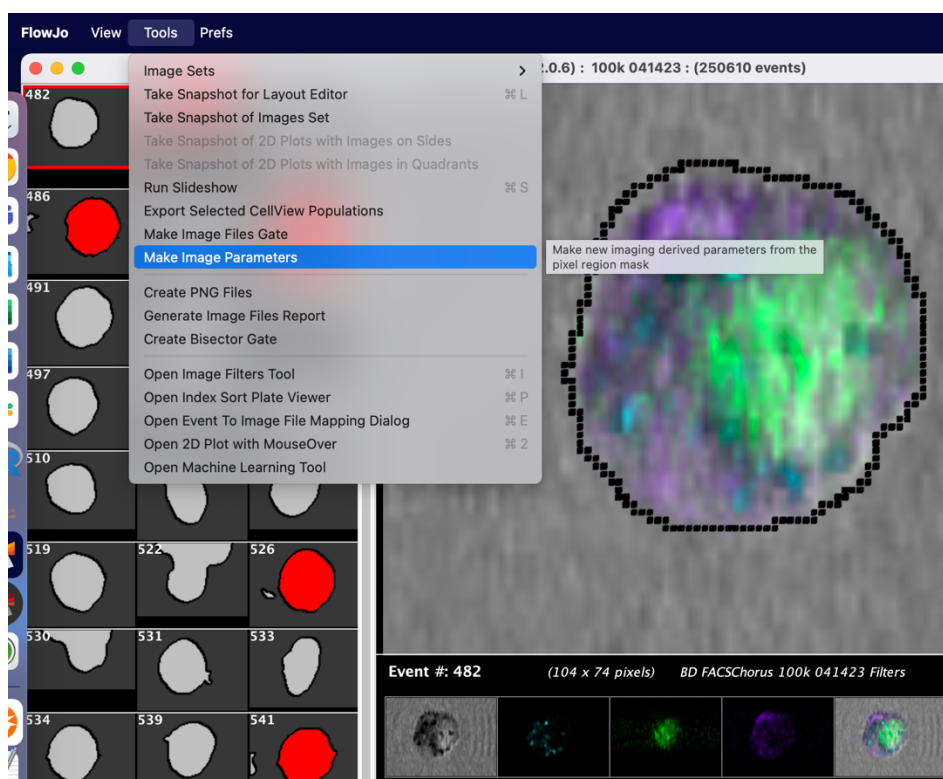 FlowJo View Tools Prefs
.0.6) : 100k 041423 : (250610 events)
Image Sets
Take Snapshot for Layout Editor ⌘ L
Take Snapshot of Images Set
Take Snapshot of 2D Plots with Images on Sides
Take Snapshot of 2D Plots with Images in Quadrants
Run Slideshow ⌘ S
Export Selected CellView Populations
Make Image Files Gate
Make Image Parameters
Make new imaging derived parameters from the
pixel region mask
Create PNG Files
Generate Image Files Report
Create Bisector Gate
Open Image Filters Tool ⌘ I
Open Index Sort Plate Viewer ⌘ P
Open Event To Image File Mapping Dialog ⌘ E
Open 2D Plot with MouseOver ⌘ 2
Open Machine Learning Tool
482
486
491
497
510
519 522 526
530 531 533
534 539 541
Event #: 482 (104 x 74 pixels) BD FACSChorus 100k 041423 Filters